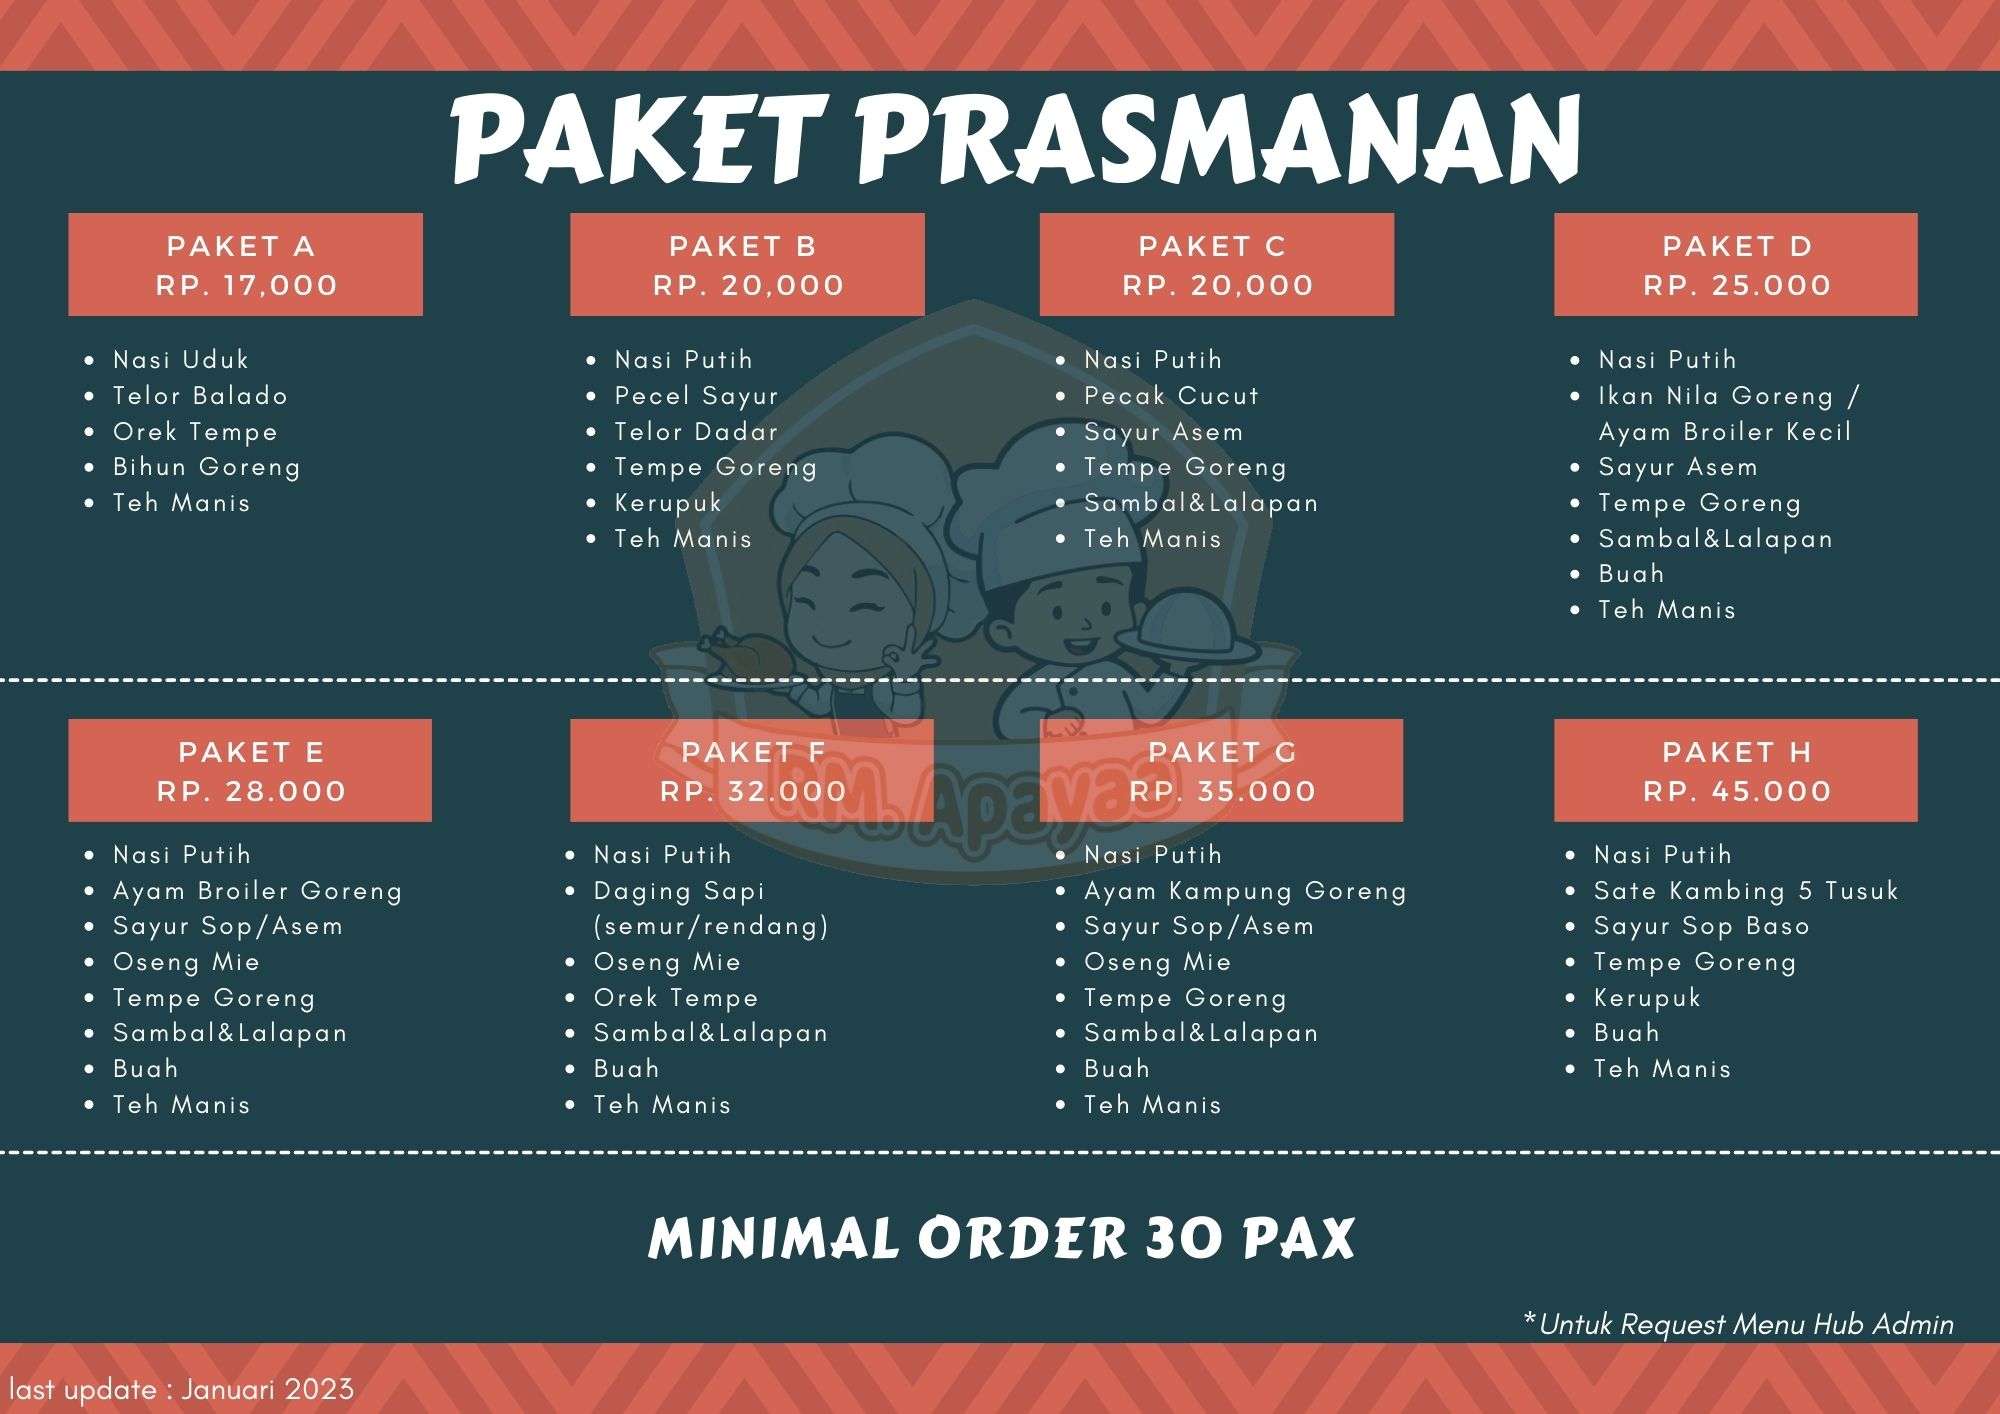 PAKET PRASMANAN
PAKET A
RP. 17,000
Nasi Uduk
Telor Balado
Orek Tempe
Bihun Goreng
Teh Manis
PAKET B
RP. 20,000
Nasi Putih
Pecel Sayur
Telor Dadar
Tempe Goreng
Kerupuk
Teh Manis
PAKET C
RP. 20,000
Nasi Putih
Pecak Cucut
Sayur Asem
Tempe Goreng
Sambal&Lalapan
Teh Manis
PAKET D
RP. 25.000
Nasi Putih
Ikan Nila Goreng /
Ayam Broiler Kecil
Sayur Asem
Tempe Goreng
Sambal&Lalapan
Buah
Teh Manis
PAKET E
RP. 28.000
Nasi Putih
Ayam Broiler Goreng
Sayur Sop/Asem
Oseng Mie
Tempe Goreng
Sambal&Lalapan
Buah
Teh Manis
PAKET F
RP. 32.000
Nasi Putih
Daging Sapi
(semur/rendang)
Oseng Mie
Orek Tempe
Sambal&Lalapan
Buah
Teh Manis
PAKET G
RP. 35.000
Nasi Putih
Ayam Kampung Goreng
Sayur Sop/Asem
Oseng Mie
Tempe Goreng
Sambal&Lalapan
Buah
Teh Manis
PAKET H
RP. 45.000
Nasi Putih
Sate Kambing 5 Tusuk
Sayur Sop Baso
Tempe Goreng
Kerupuk
Buah
Teh Manis
RM. Apayaa
MINIMAL ORDER 30 PAX
*Untuk Request Menu Hub Admin
last update : Januari 2023